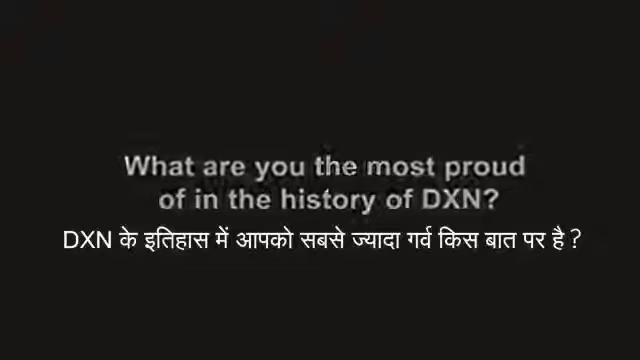 What are you the most proud
of in the history of DXN?
DXN के इतिहास में आपको सबसे ज्यादा गर्व किस बात पर है ?